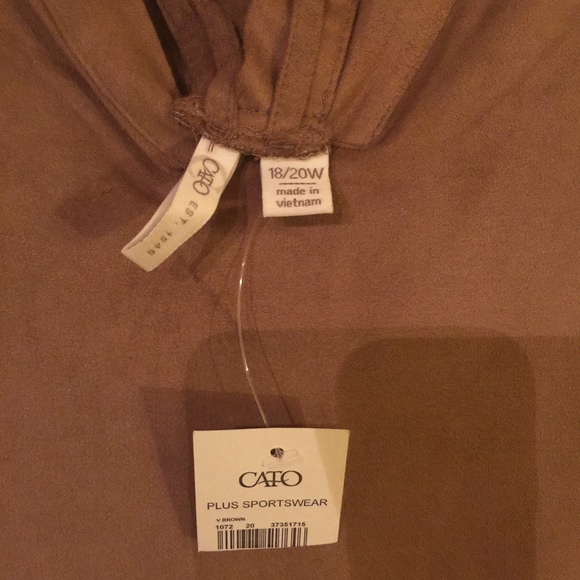 CATO EST. 1946
18/20W
made in
vietnam
CATO
PLUS SPORTSWEAR
V BROWN
1072 20 37351715